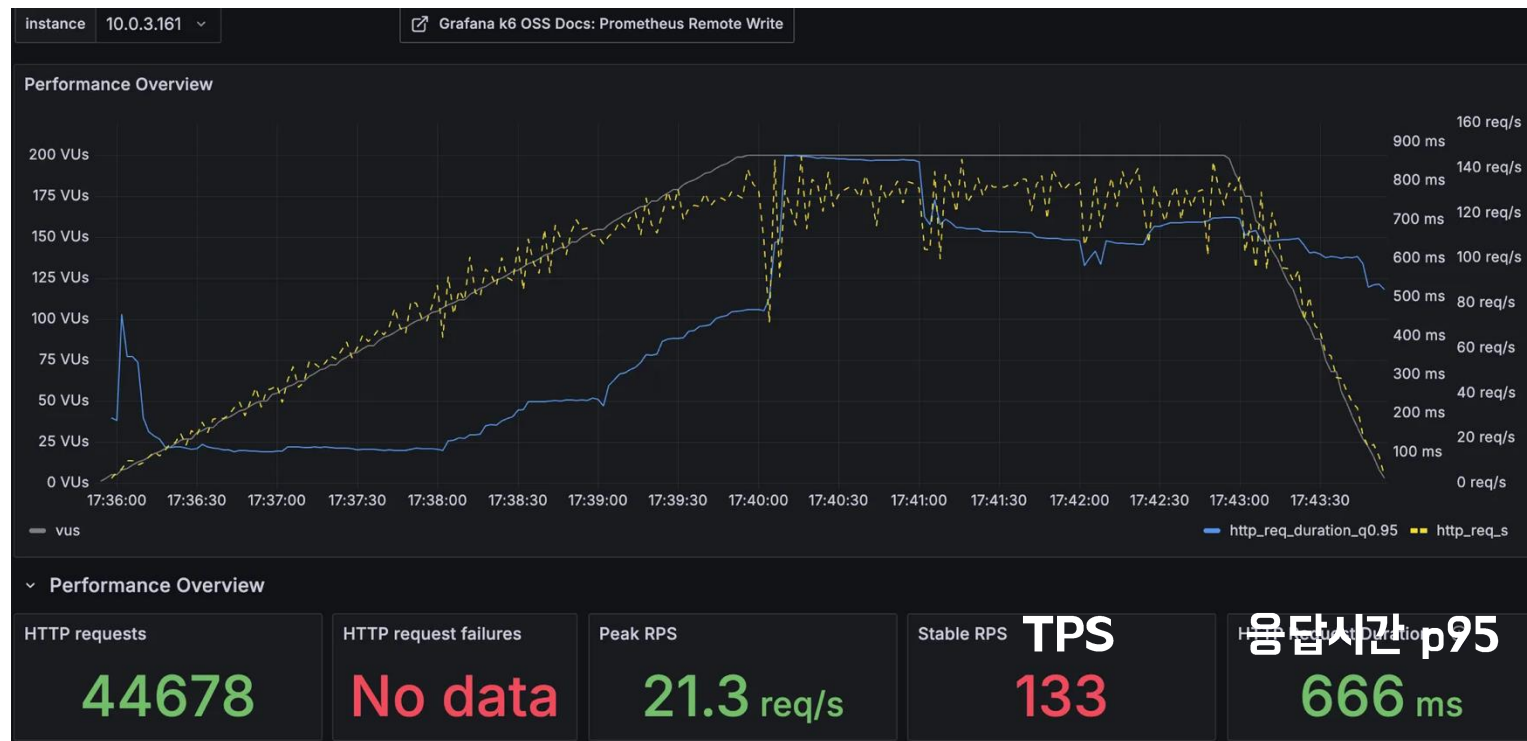 instance 10.0.3.161
Grafana k6 OSS Docs: Prometheus Remote Write
Performance Overview
160 req/s
900 ms
200 VUs
140 req/s
800 ms
175 VUs
120 req/s
700 ms
150 VUs
600 ms
100 req/s
125 VUs
500 ms
80 req/s
100 VUs
400 ms
60 req/s
75 VUs
300 ms
50 VUs
40 req/s
200 ms
25 VUs
20 req/s
100 ms
0 VUs
0 req/s
17:36:00 17:36:30 17:37:00 17:37:30 17:38:00 17:38:30 17:39:00 17:39:30 17:40:00 17:40:30 17:41:00 17:41:30 17:42:00 17:42:30 17:43:00 17:43:30
vus
http_req_duration_q0.95 http_req_s
Performance Overview
HTTP requests
44678
HTTP request failures
No data
Peak RPS
21.3 req/s
Stable RPS TPS
133
HTTP Request Duration
응답시간 p95
666 ms